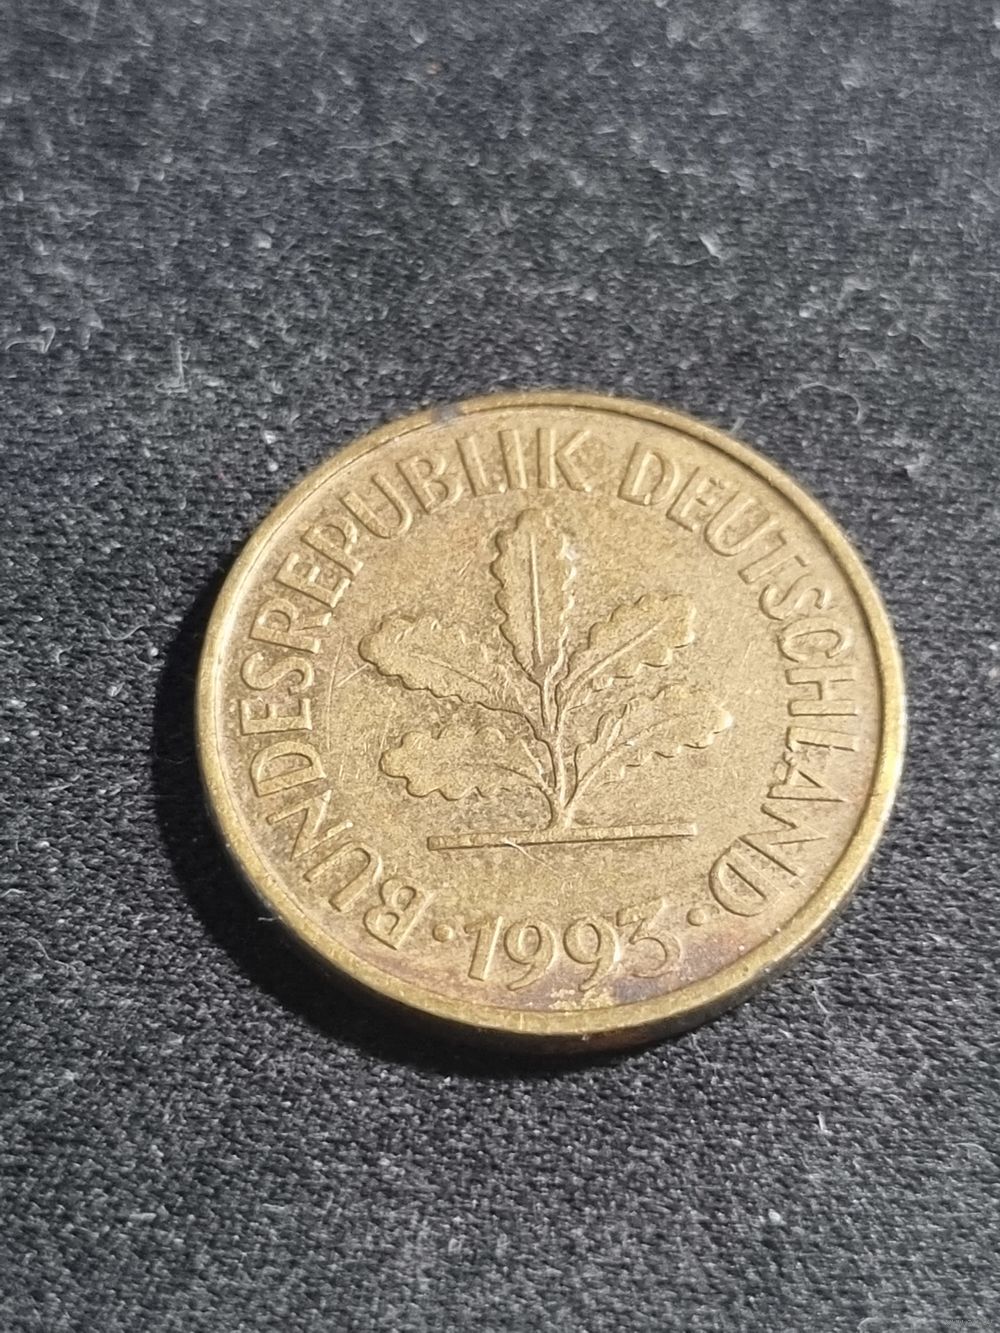 BUNDESREPUBLIK DEUTSCHLAND
· 1993 ·